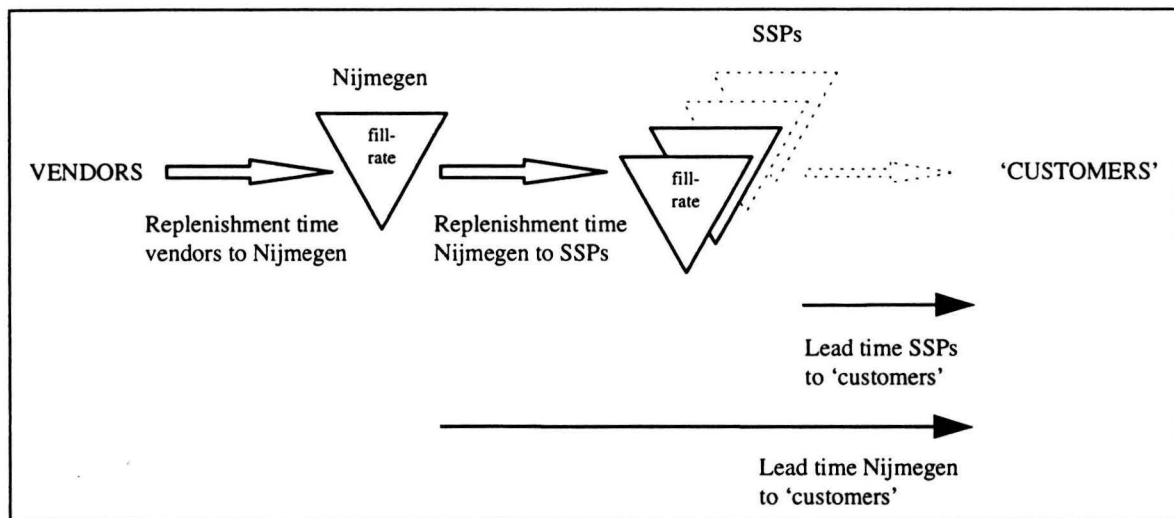 SSPs
Nijmegen
fill-
rate
VENDORS
fill-
rate
‘CUSTOMERS’
Replenishment time
vendors to Nijmegen
Replenishment time
Nijmegen to SSPs
Lead time SSPs
to ‘customers’
Lead time Nijmegen
to ‘customers’